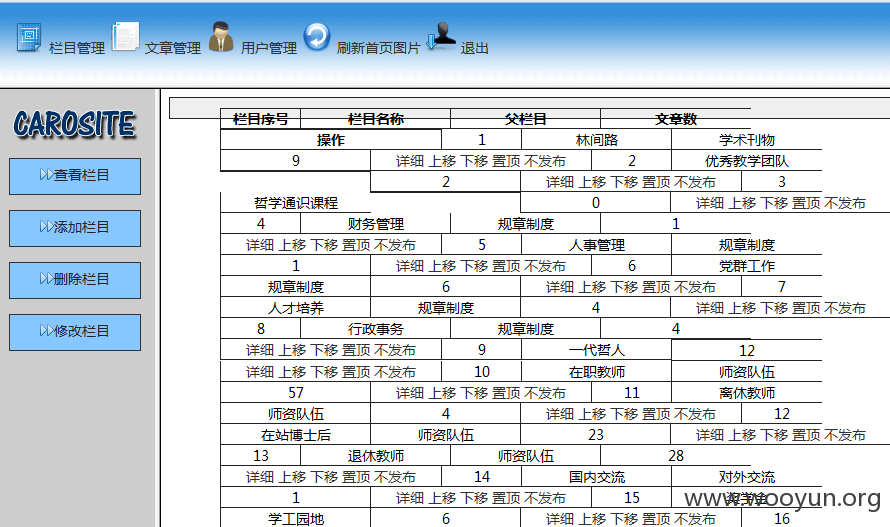 栏目管理 文章管理 用户管理 刷新首页图片 退出
CAROSITE
查看栏目
添加栏目
删除栏目
修改栏目
栏目序号 栏目名称 父栏目 文章数
操作 1 林间路 学术刊物
9 详细 上移 下移 置顶 不发布 2 优秀教学团队
2 详细 上移 下移 置顶 不发布 3
哲学通识课程 0 详细 上移 下移 置顶 不发布
4 财务管理 规章制度 1
详细 上移 下移 置顶 不发布 5 人事管理 规章制度
1 详细 上移 下移 置顶 不发布 6 党群工作
规章制度 6 详细 上移 下移 置顶 不发布 7
人才培养 规章制度 4 详细 上移 下移 置顶 不发布
8 行政事务 规章制度 4
详细 上移 下移 置顶 不发布 9 一代哲人 12
详细 上移 下移 置顶 不发布 10 在职教师 师资队伍
57 详细 上移 下移 置顶 不发布 11 离休教师
师资队伍 4 详细 上移 下移 置顶 不发布 12
在站博士后 师资队伍 23 详细 上移 下移 置顶 不发布
13 退休教师 师资队伍 28
详细 上移 下移 置顶 不发布 14 国内交流 对外交流
1 详细 上移 下移 置顶 不发布 15
www.wooyun.org
学工园地 6 详细 上移 下移 置顶 不发布 16